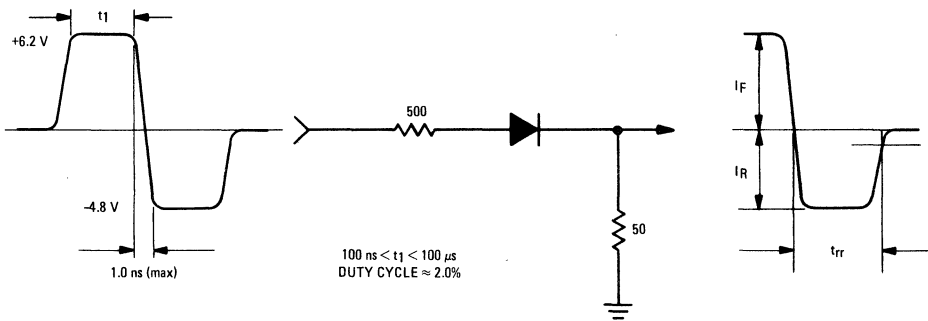 t1
+6.2 V
–4.8 V
1.0 ns (max)
500
50
100 ns < t1 < 100 μs
DUTY CYCLE ≈ 2.0%
IF
IR
trr